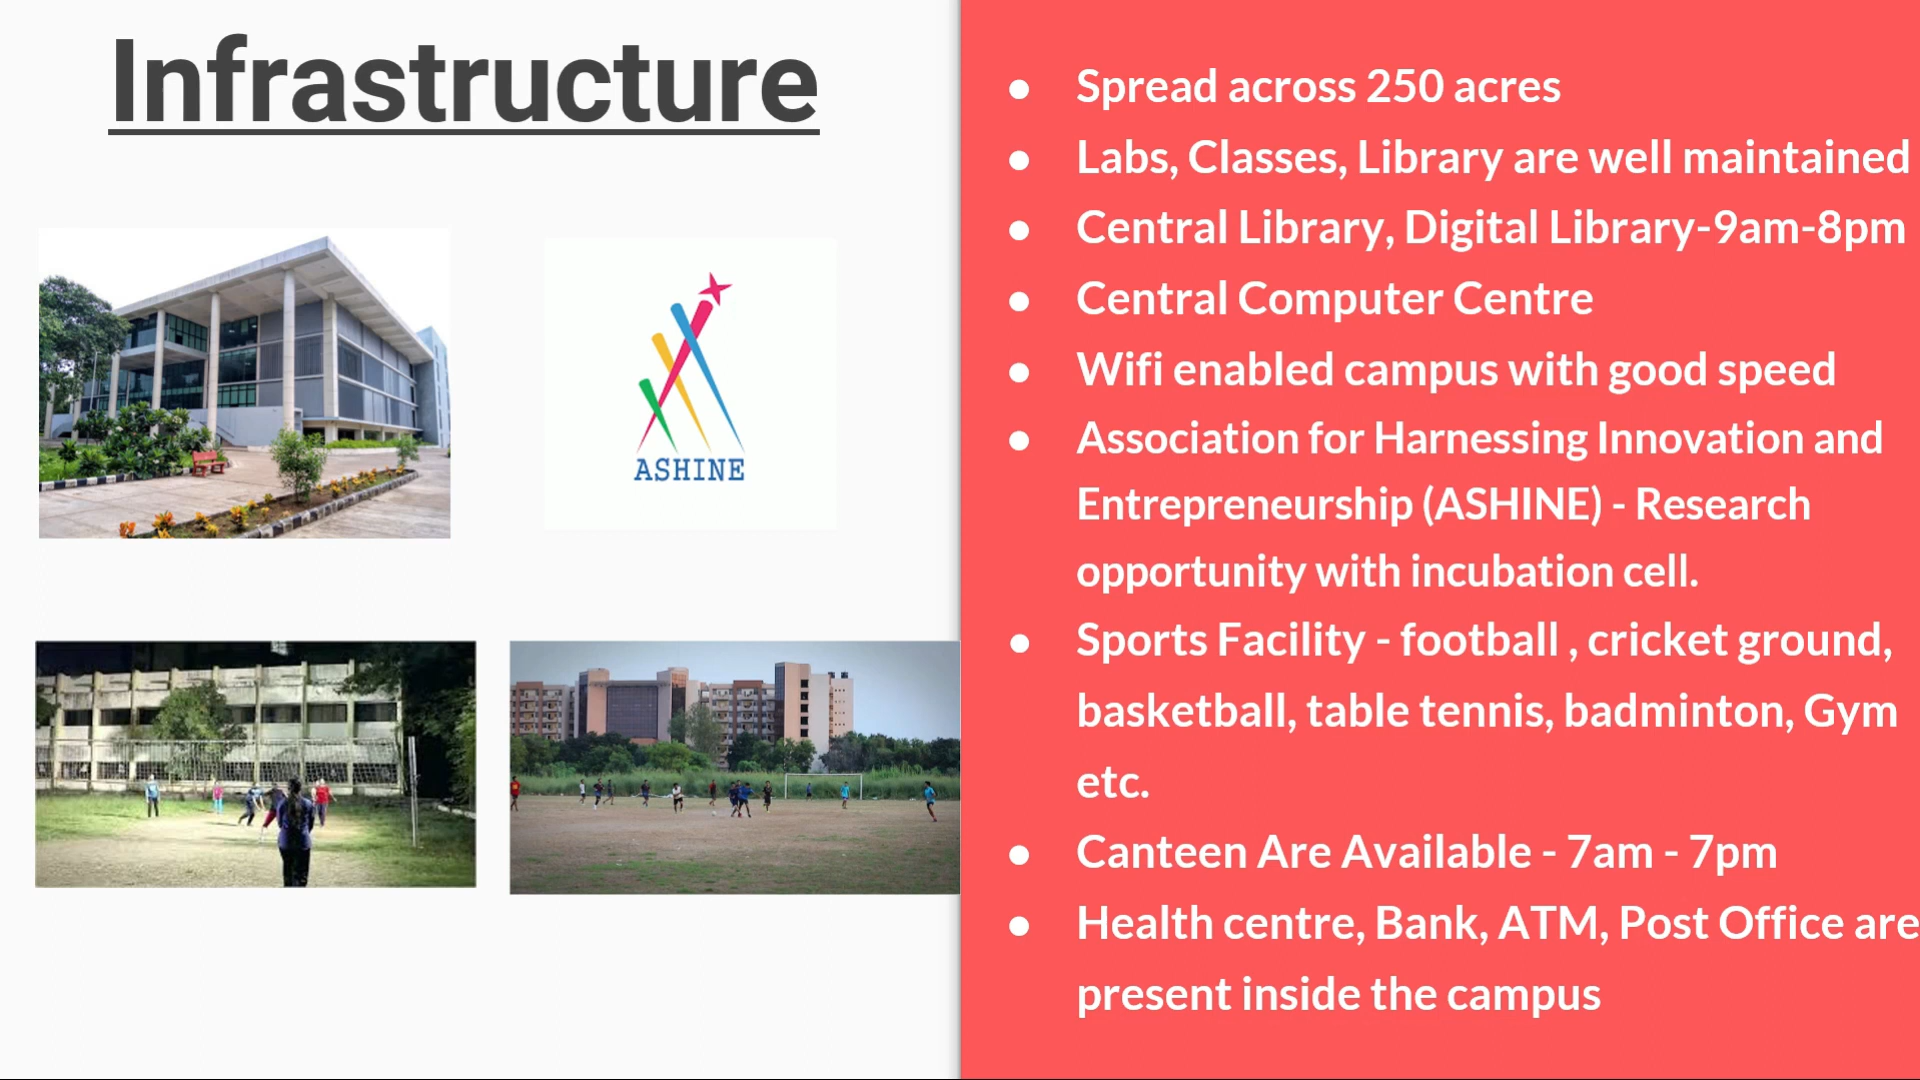 Infrastructure
ASHINE
● Spread across 250 acres
● Labs, Classes, Library are well maintained
● Central Library, Digital Library-9am-8pm
● Central Computer Centre
● Wifi enabled campus with good speed
● Association for Harnessing Innovation and
Entrepreneurship (ASHINE) - Research
opportunity with incubation cell.
● Sports Facility - football , cricket ground,
basketball, table tennis, badminton, Gym
etc.
● Canteen Are Available - 7am - 7pm
● Health centre, Bank, ATM, Post Office are
present inside the campus